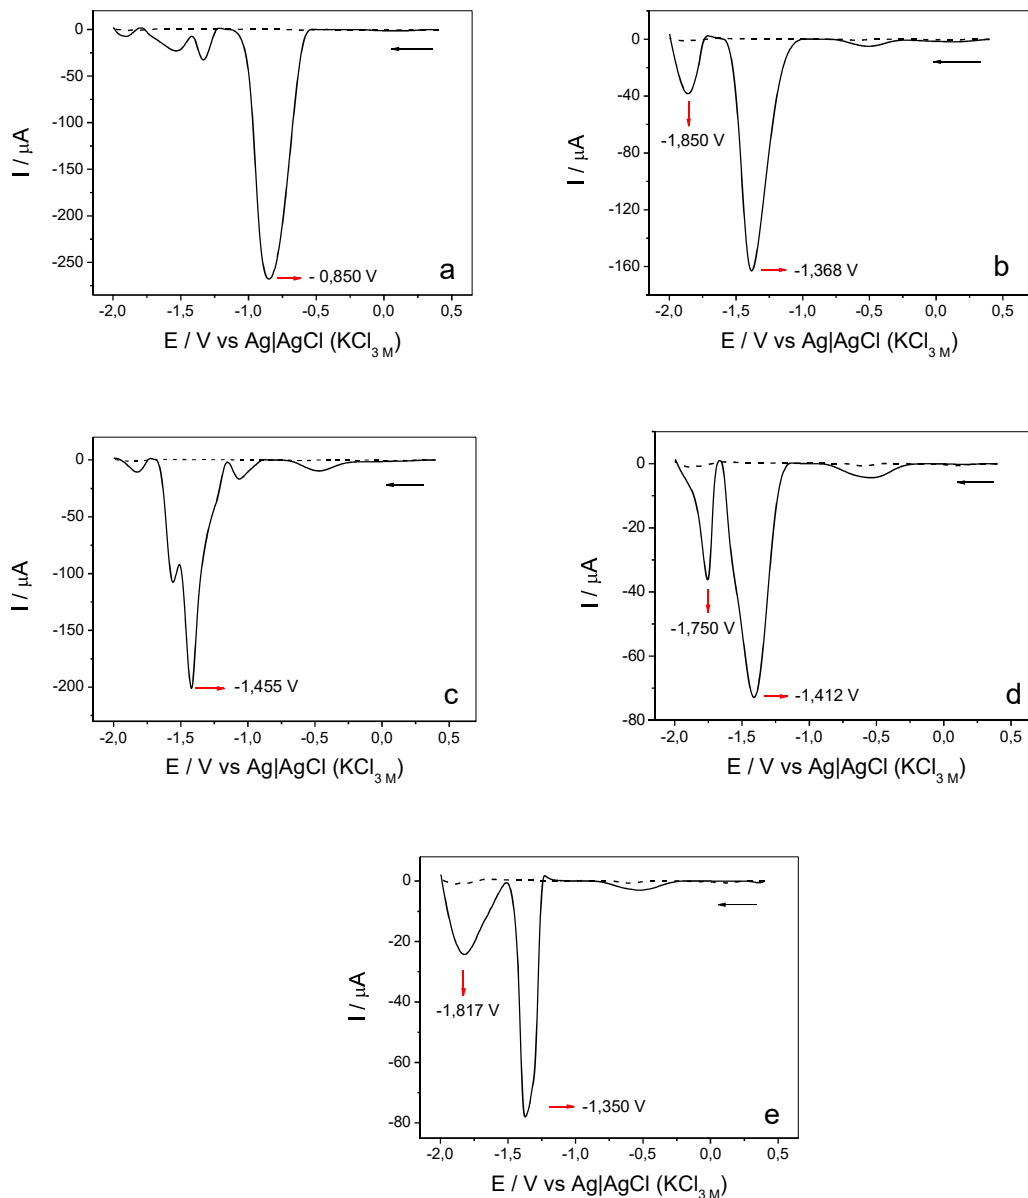 0
-50
-100
-150
-200
-250
I / μA
- 0,850 V
a
-2,0 -1,5 -1,0 -0,5 0,0 0,5
E / V vs Ag|AgCl (KCl3 M)
0
-40
-80
-120
-160
I / μA
-1,850 V
-1,368 V
b
-2,0 -1,5 -1,0 -0,5 0,0 0,5
E / V vs Ag|AgCl (KCl3 M)
0
-50
-100
-150
-200
I / μA
-1,455 V
c
-2,0 -1,5 -1,0 -0,5 0,0 0,5
E / V vs Ag|AgCl (KCl3 M)
0
-20
-40
-60
-80
I / μA
-1,750 V
-1,412 V
d
-2,0 -1,5 -1,0 -0,5 0,0 0,5
E / V vs Ag|AgCl (KCl3 M)
0
-20
-40
-60
-80
I / μA
-1,817 V
-1,350 V
e
-2,0 -1,5 -1,0 -0,5 0,0 0,5
E / V vs Ag|AgCl (KCl3 M)